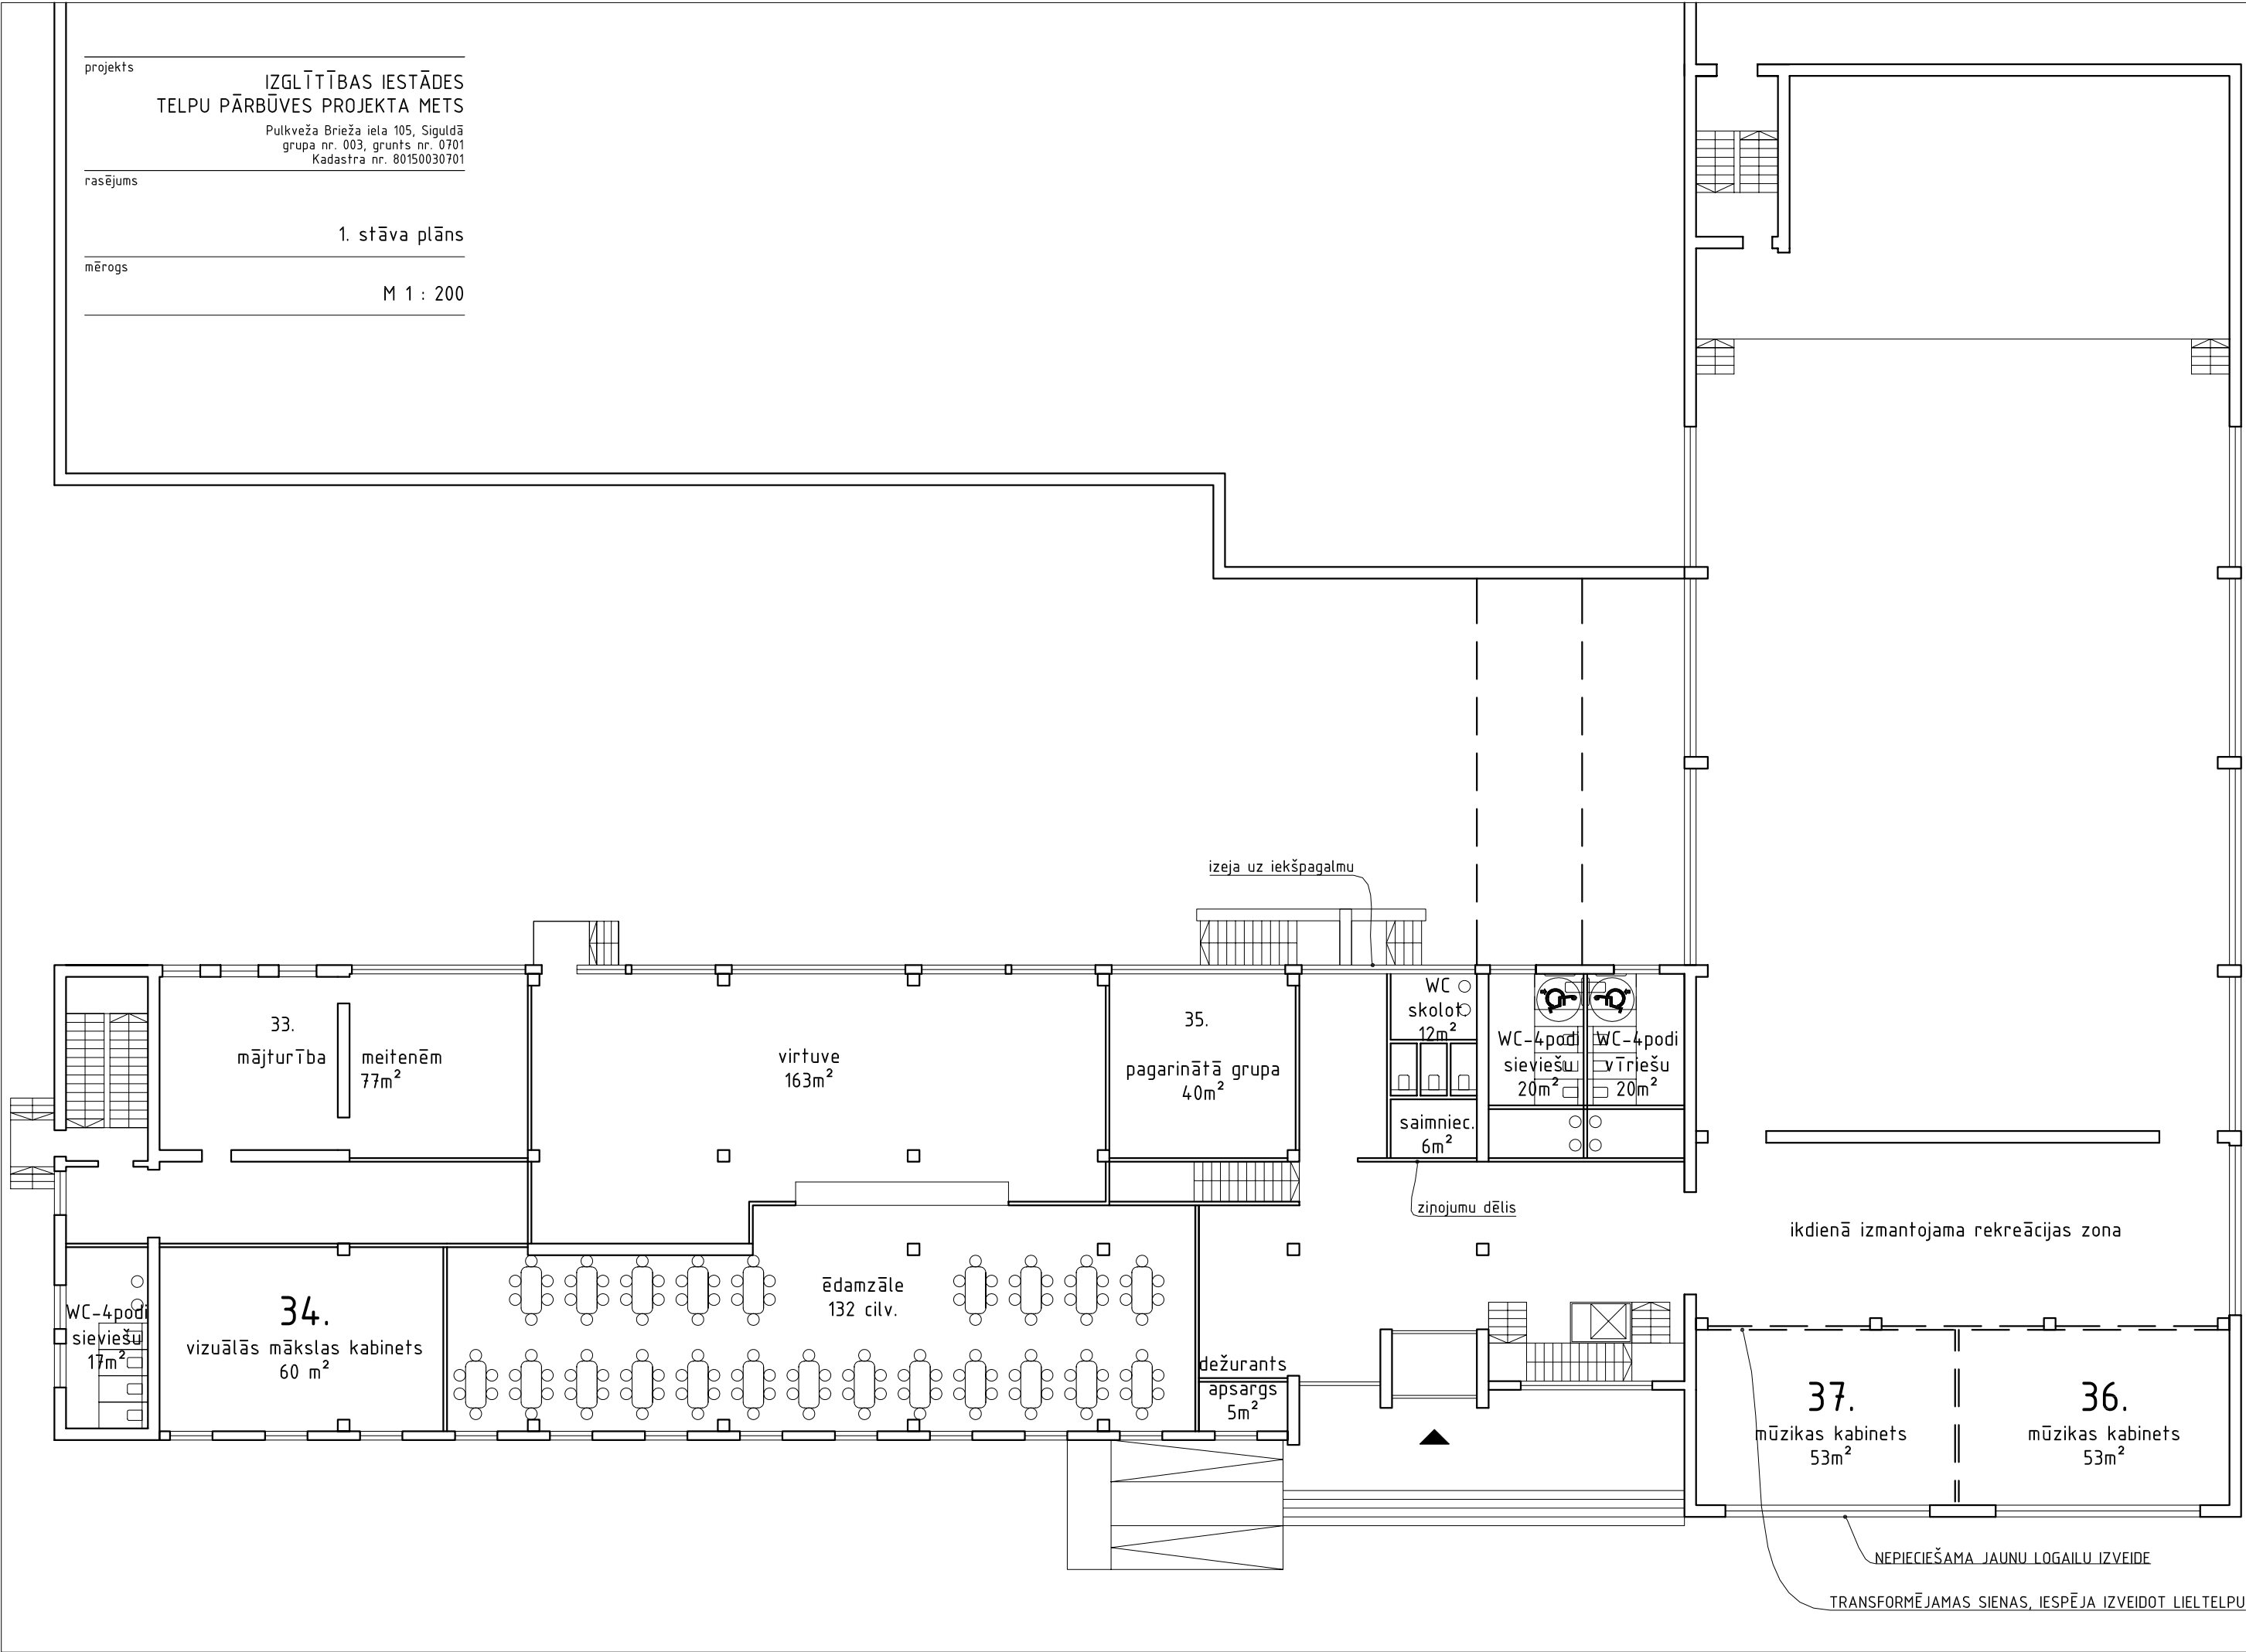 projekts
IZGLĪTĪBAS IESTĀDES
TELPU PĀRBŪVES PROJEKTA METS
Pulkveža Brieža iela 105, Siguldā
grupa nr. 003, grunts nr. 0701
Kadastra nr. 80150030701
rasējums
1. stāva plāns
mērogs
M 1 : 200
izeja uz iekšpagalmu
33.
mājturība
meitenēm
77m²
virtuve
163m²
35.
pagarinātā grupa
40m²
WC
skolot.
12m²
saimniec.
6m²
WC-4podi
sieviešu
20m²
WC-4podi
vīriešu
20m²
ziņojumu dēlis
ikdienā izmantojama rekreācijas zona
WC-4podi
sieviešu
17m²
34.
vizuālās mākslas kabinets
60 m²
ēdamzāle
132 cilv.
dežurants
apsargs
5m²
37.
mūzikas kabinets
53m²
36.
mūzikas kabinets
53m²
NEPIECIEŠAMA JAUNU LOGAILU IZVEIDE
TRANSFORMĒJAMAS SIENAS, IESPĒJA IZVEIDOT LIELTELPU